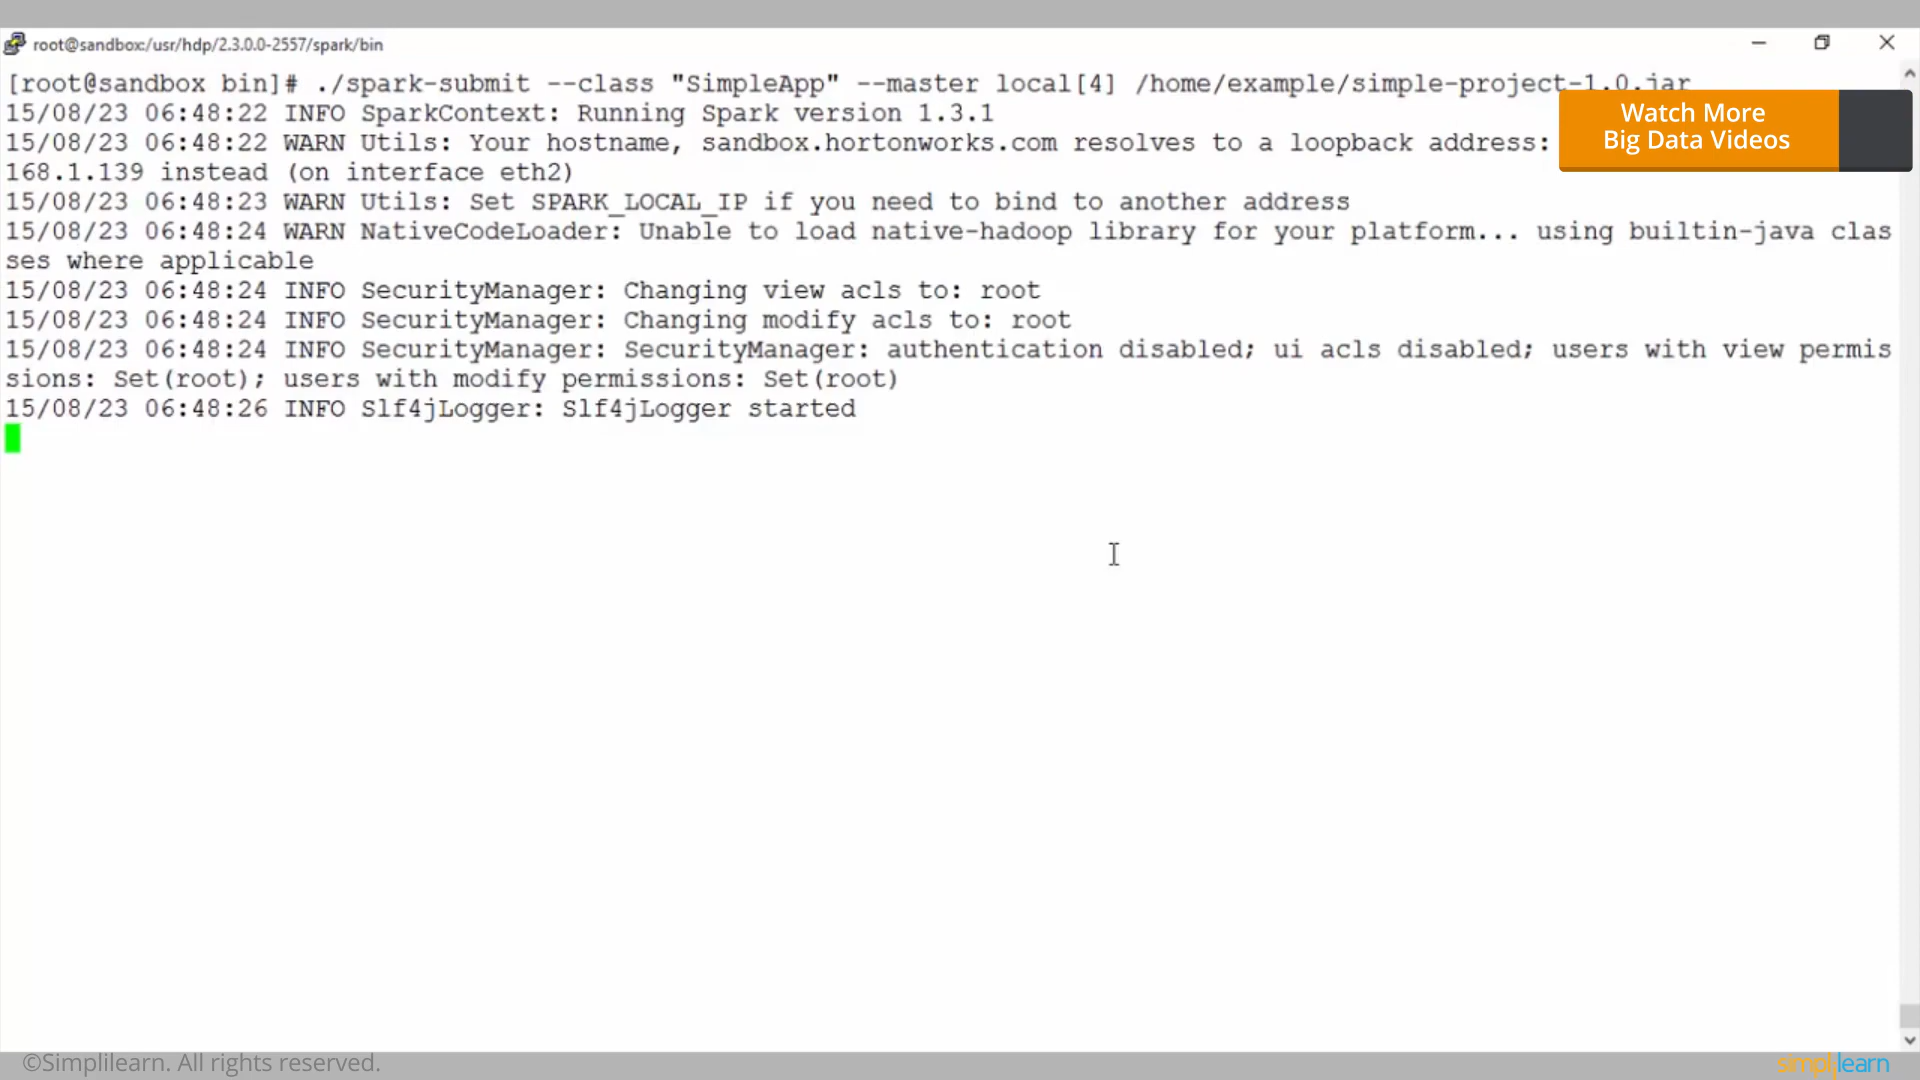 root@sandbox:/usr/hdp/2.3.0.0-2557/spark/bin
[root@sandbox bin]# ./spark-submit --class "SimpleApp" --master local[4] /home/example/simple-project-1.0.jar
15/08/23 06:48:22 INFO SparkContext: Running Spark version 1.3.1
Watch More
Big Data Videos
15/08/23 06:48:22 WARN Utils: Your hostname, sandbox.hortonworks.com resolves to a loopback address:
168.1.139 instead (on interface eth2)
15/08/23 06:48:23 WARN Utils: Set SPARK_LOCAL_IP if you need to bind to another address
15/08/23 06:48:24 WARN NativeCodeLoader: Unable to load native-hadoop library for your platform... using builtin-java clas
ses where applicable
15/08/23 06:48:24 INFO SecurityManager: Changing view acls to: root
15/08/23 06:48:24 INFO SecurityManager: Changing modify acls to: root
15/08/23 06:48:24 INFO SecurityManager: SecurityManager: authentication disabled; ui acls disabled; users with view permis
sions: Set(root); users with modify permissions: Set(root)
15/08/23 06:48:26 INFO Slf4jLogger: Slf4jLogger started
©Simplilearn. All rights reserved.
simplilearn